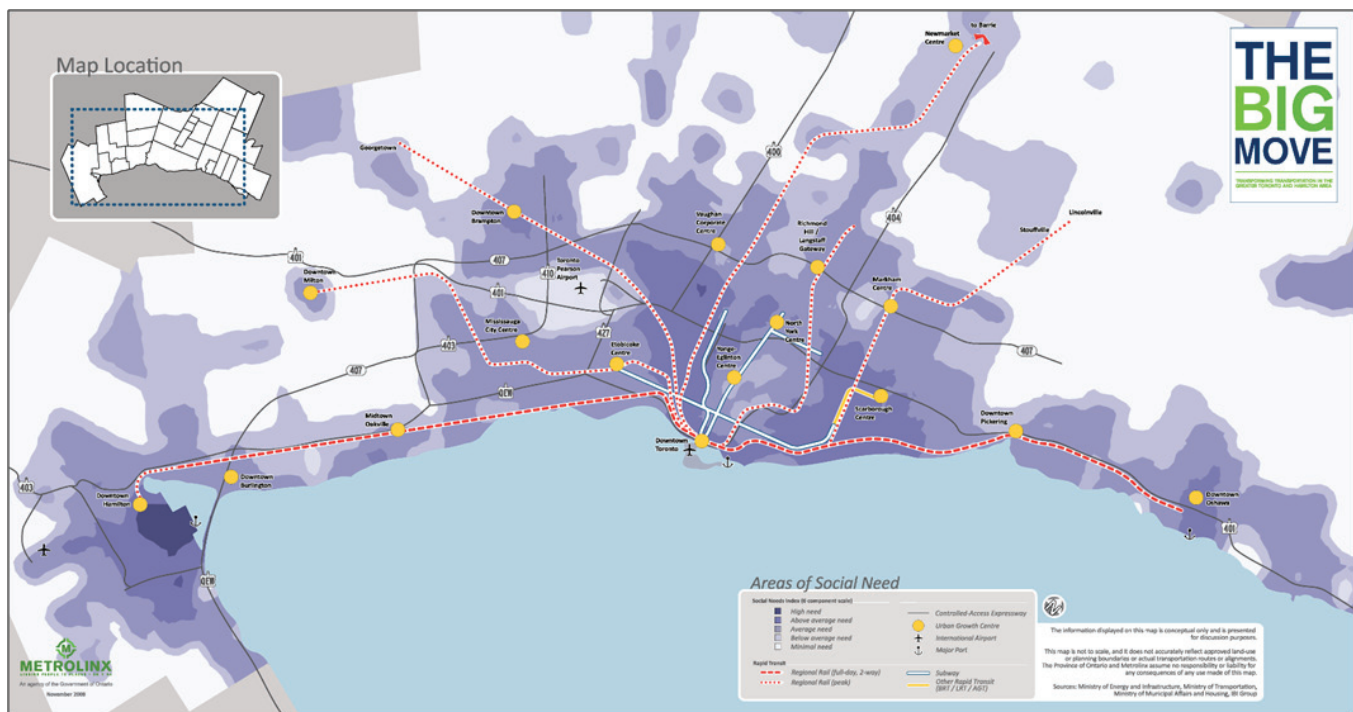 Map Location
THE
BIG
MOVE
TRANSFORMING TRANSPORTATION IN THE
GREATER TORONTO AND HAMILTON AREA
to Barrie
Newmarket
Centre
400
404
Georgetown
Lincolnville
Stouffville
Downtown
Brampton
Vaughan
Corporate
Centre
Richmond
Hill /
Langstaff
Gateway
401
407
410
Toronto
Pearson
Airport
Downtown
Milton
401
Markham
Centre
Mississauga
City Centre
427
North
York
Centre
403
Etobicoke
Centre
Yonge
Eglinton
Centre
407
407
QEW
Scarborough
Centre
Midtown
Oakville
Downtown
Toronto
Downtown
Pickering
403
Downtown
Hamilton
Downtown
Burlington
Downtown
Oshawa
401
QEW
Areas of Social Need
Social Needs Index (6 component scale)
High need
Above average need
Average need
Below average need
Minimal need
Controlled-Access Expressway
Urban Growth Centre
International Airport
Major Port
Rapid Transit
Regional Rail (full-day, 2-way)
Regional Rail (peak)
Subway
Other Rapid Transit
(BRT / LRT / AGT)
The information displayed on this map is conceptual only and is presented
for discussion purposes.
This map is not to scale, and it does not accurately reflect approved land-use
or planning boundaries or actual transportation routes or alignments.
The Province of Ontario and Metrolinx assume no responsibility or liability for
any consequences of any use made of this map.
Sources: Ministry of Energy and Infrastructure, Ministry of Transportation,
Ministry of Municipal Affairs and Housing, IBI Group
M
METROLINX
An agency of the Government of Ontario
November 2008